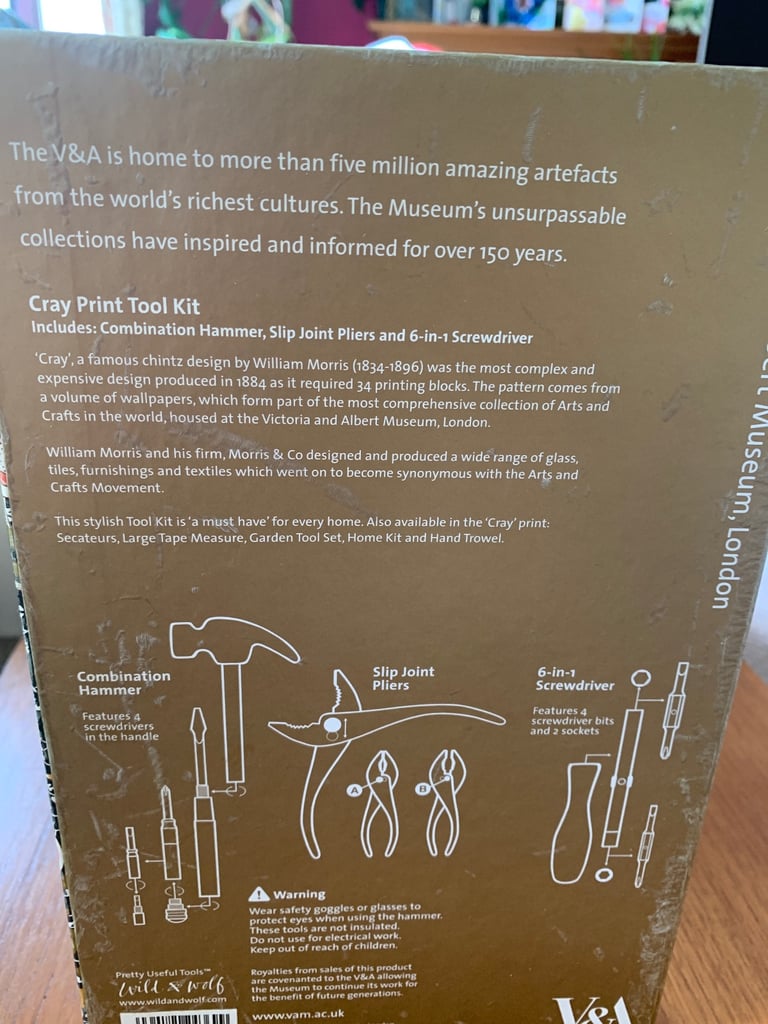 The V&A is home to more than five million amazing artefacts
from the world's richest cultures. The Museum's unsurpassable
collections have inspired and informed for over 150 years.
Cray Print Tool Kit
Includes: Combination Hammer, Slip Joint Pliers and 6-in-1 Screwdriver
'Cray', a famous chintz design by William Morris (1834-1896) was the most complex and
expensive design produced in 1884 as it required 34 printing blocks. The pattern comes from
a volume of wallpapers, which form part of the most comprehensive collection of Arts and
Crafts in the world, housed at the Victoria and Albert Museum, London.
William Morris and his firm, Morris & Co designed and produced a wide range of glass,
tiles, furnishings and textiles which went on to become synonymous with the Arts and
Crafts Movement.
This stylish Tool Kit is 'a must have' for every home. Also available in the 'Cray' print:
Secateurs, Large Tape Measure, Garden Tool Set, Home Kit and Hand Trowel.
Museum, London
Combination
Hammer
Features 4
screwdrivers
in the handle
Slip Joint
Pliers
A
B
6-in-1
Screwdriver
Features 4
screwdriver bits
and 2 sockets
Warning
Wear safety goggles or glasses to
protect eyes when using the hammer.
These tools are not insulated.
Do not use for electrical work.
Keep out of reach of children.
Pretty Useful Tools™
Wild & Wolf
www.wildandwolf.com
Royalties from sales of this product
are covenanted to the V&A allowing
the Museum to continue its work for
the benefit of future generations.
www.vam.ac.uk
V&A